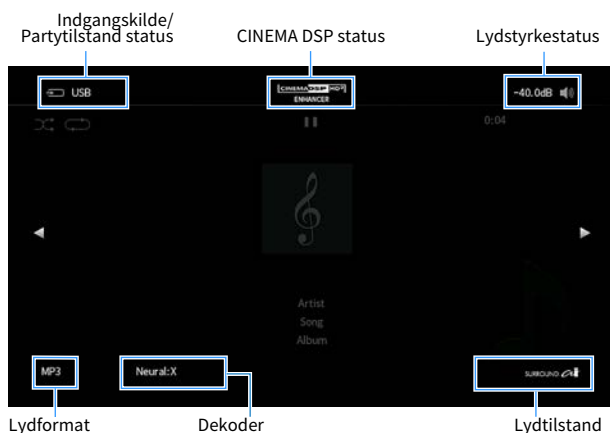 Indgangskilde/
Partytilstand status
CINEMA DSP status
Lydstyrkestatus
USB
CINEMA DSP HD³
ENHANCER
-40.0dB
0:04
Artist
Song
Album
MP3
Neural:X
SURROUND ai
Lydformat
Dekoder
Lydtilstand